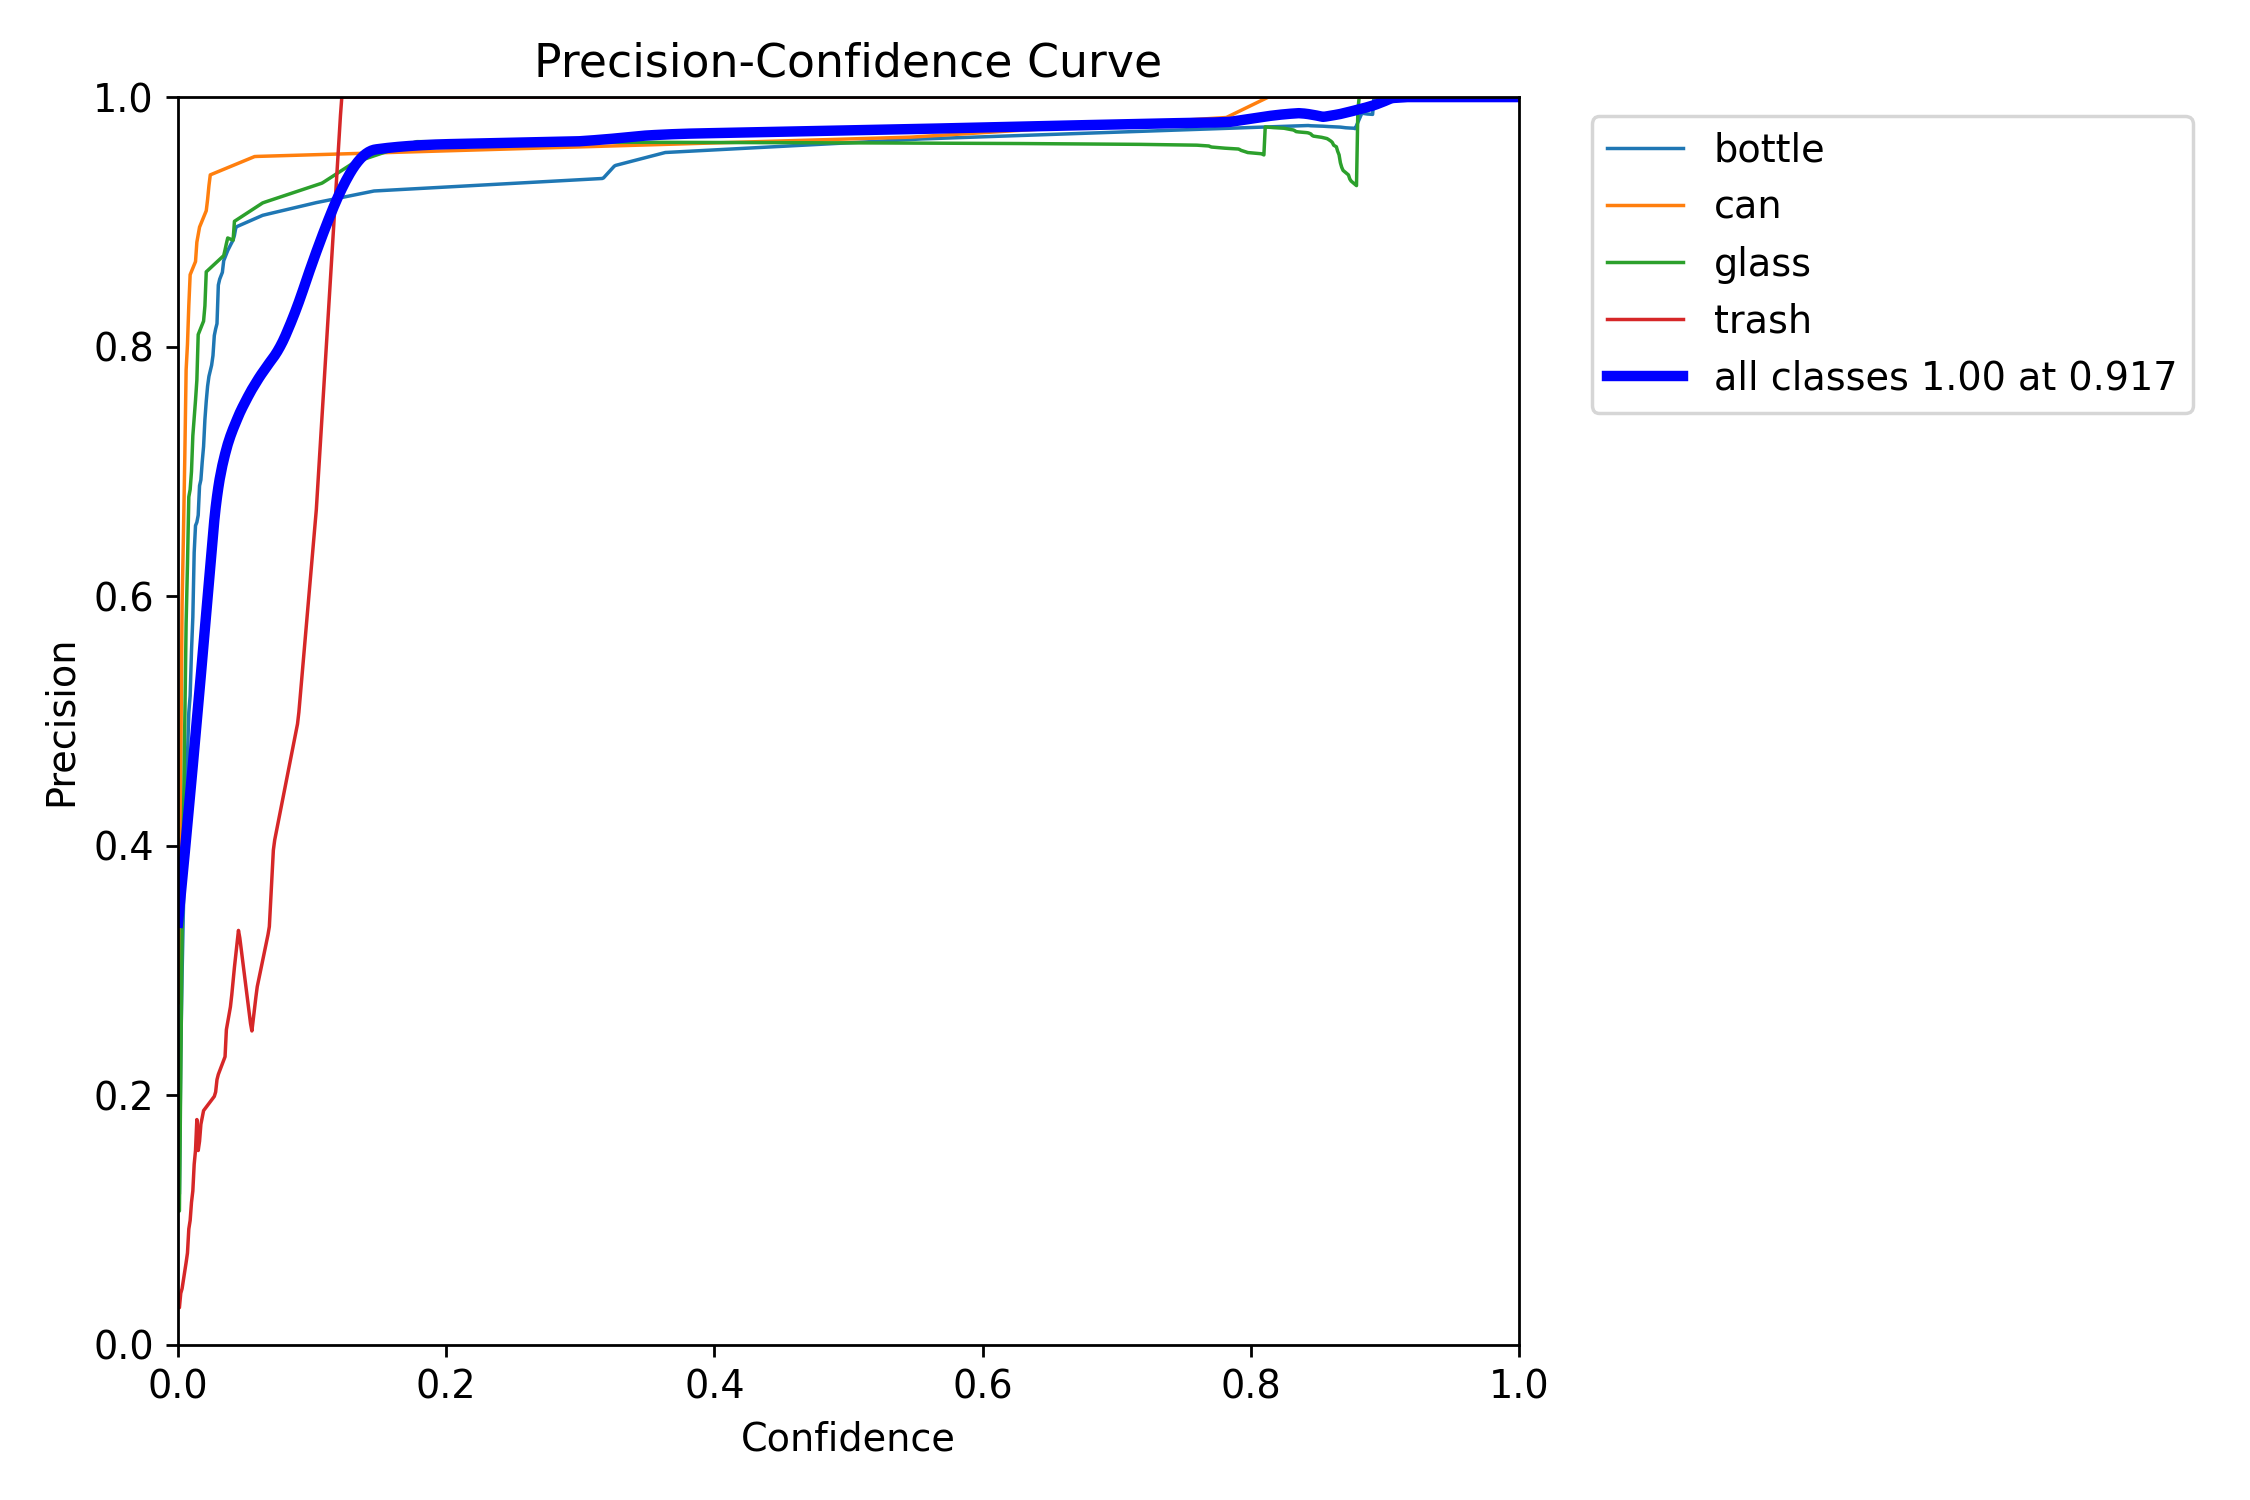 Precision-Confidence Curve
1.0
0.8
0.6
0.4
0.2
0.0
Precision
0.0 0.2 0.4 0.6 0.8 1.0
Confidence
bottle
can
glass
trash
all classes 1.00 at 0.917